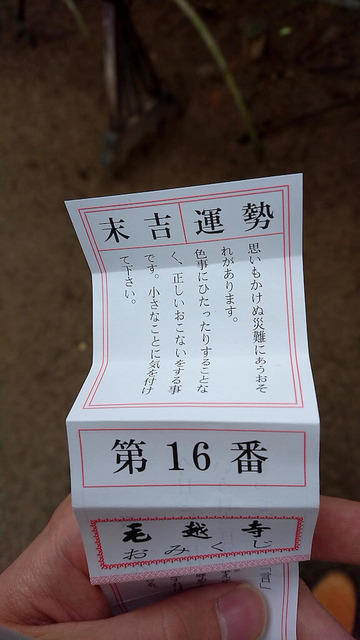 末吉 運勢
思いもかけぬ災難にあうおそ
れがあります。
色事にひたったりすることな
く、正しいおこないをする事
です。小さなことに気を付け
て下さい。
第16番
毛越寺
おみくじ